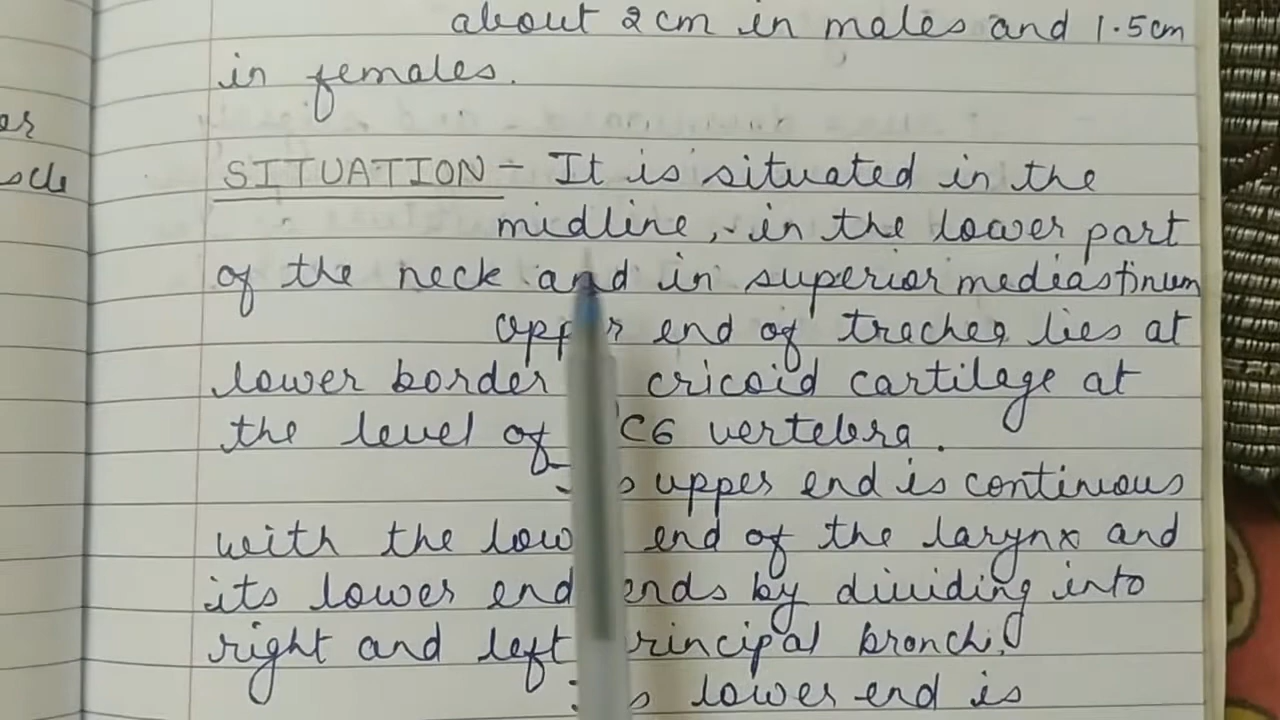 about 2cm in males and 1.5cm
in females.
SITUATION - It is situated in the
midline, in the lower part
of the neck and in superior mediastinum
upper end of trachea lies at
lower border cricoid cartilage at
the level of C6 vertebra.
upper end is continuous
with the end of the larynx and
its lower end ends by dividing into
right and left principal bronchi
lower end is